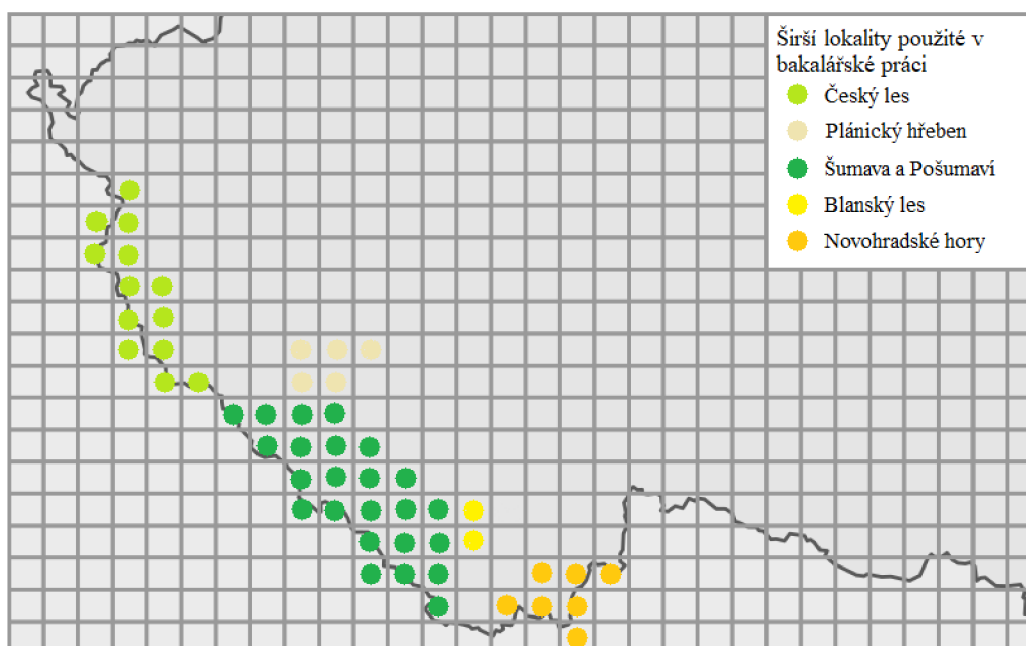 Širší lokality použité v
bakalářské práci
Český les
Plánický hřeben
Šumava a Pošumaví
Blanský les
Novohradské hory